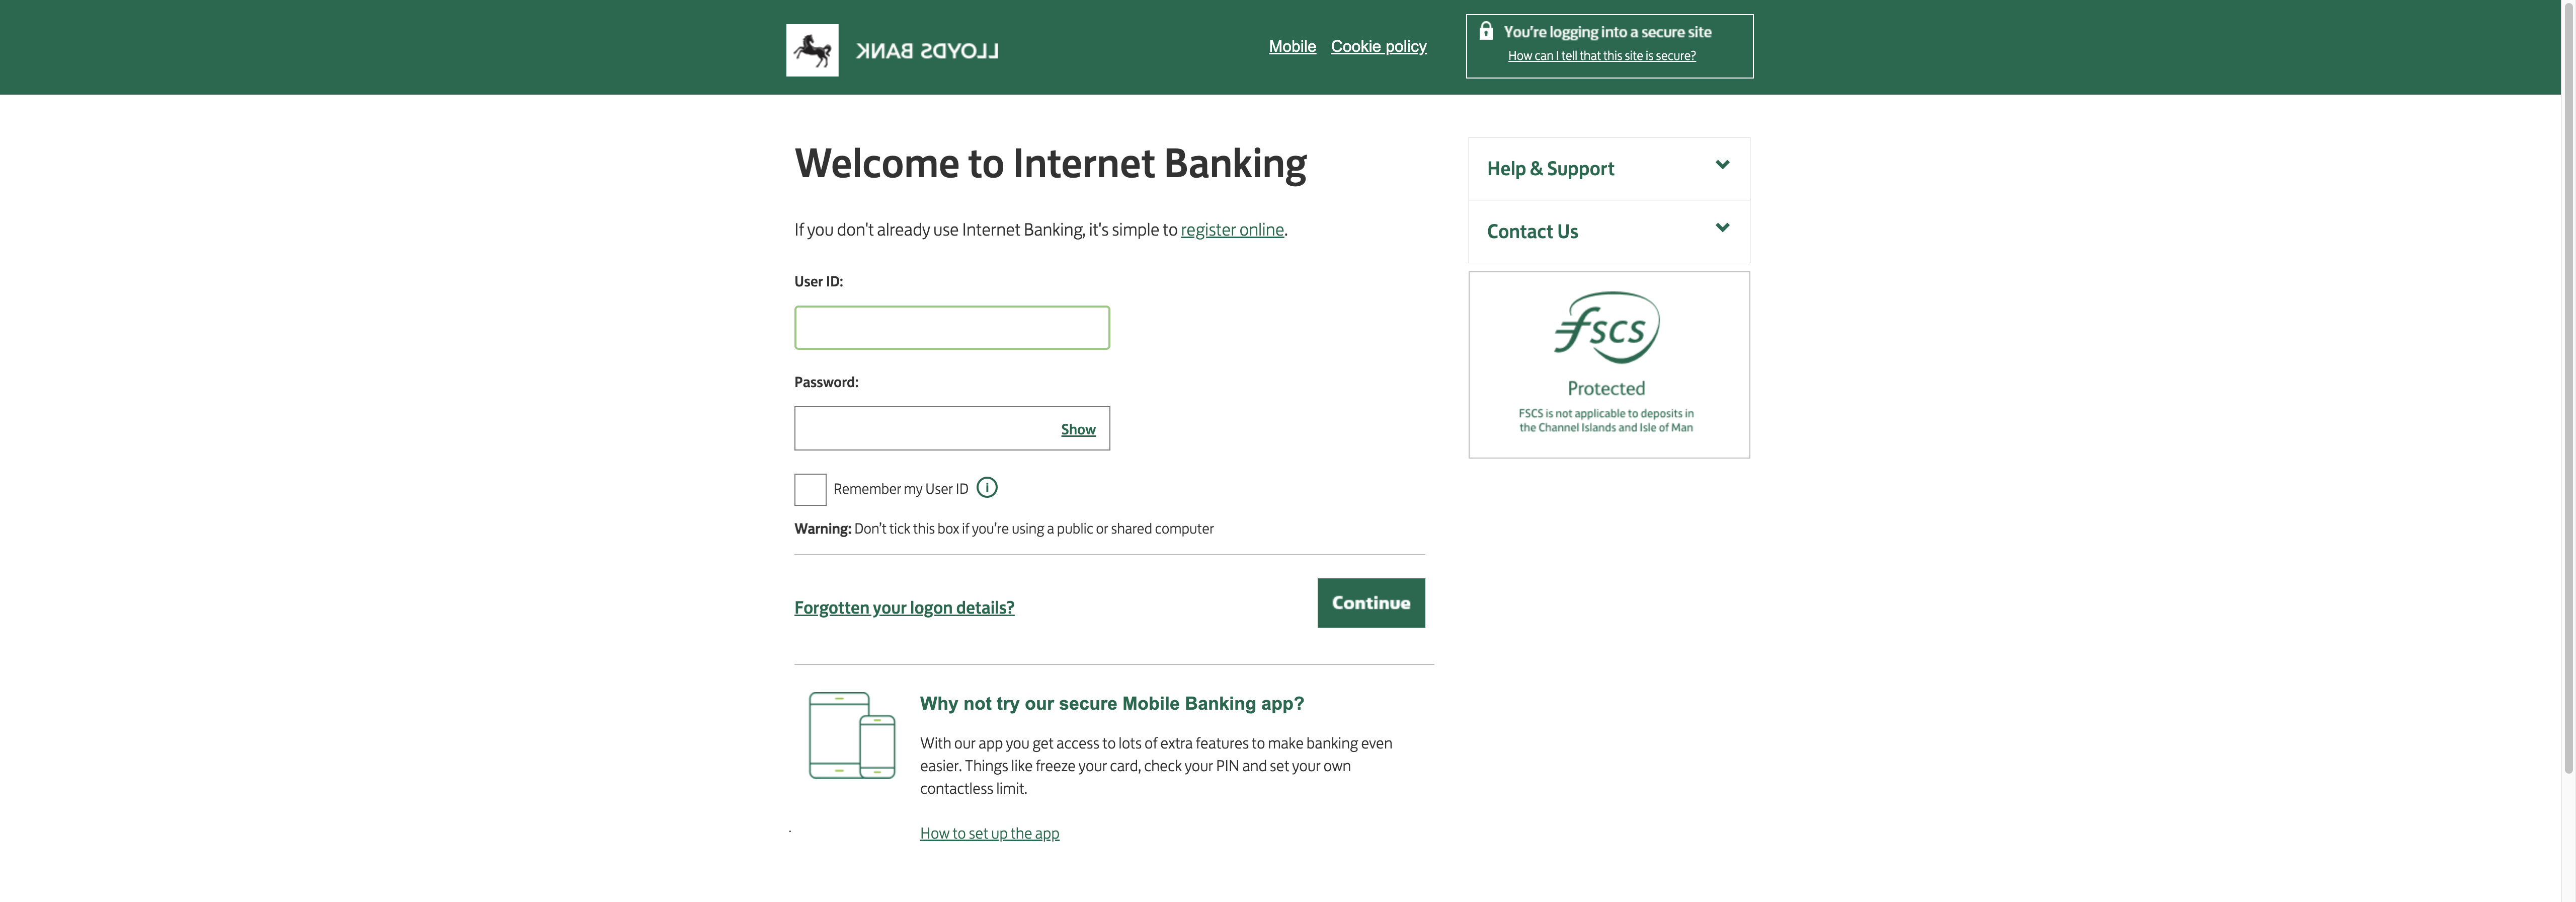 LLOYDS BANK
Mobile Cookie policy
You're logging into a secure site
How can I tell that this site is secure?
Welcome to Internet Banking
If you don't already use Internet Banking, it's simple to register online.
User ID:
Password:
Show
Remember my User ID i
Warning: Don't tick this box if you're using a public or shared computer
Forgotten your logon details?
Continue
Why not try our secure Mobile Banking app?
With our app you get access to lots of extra features to make banking even
easier. Things like freeze your card, check your PIN and set your own
contactless limit.
How to set up the app
Help & Support
Contact Us
fscs
Protected
FSCS is not applicable to deposits in
the Channel Islands and Isle of Man